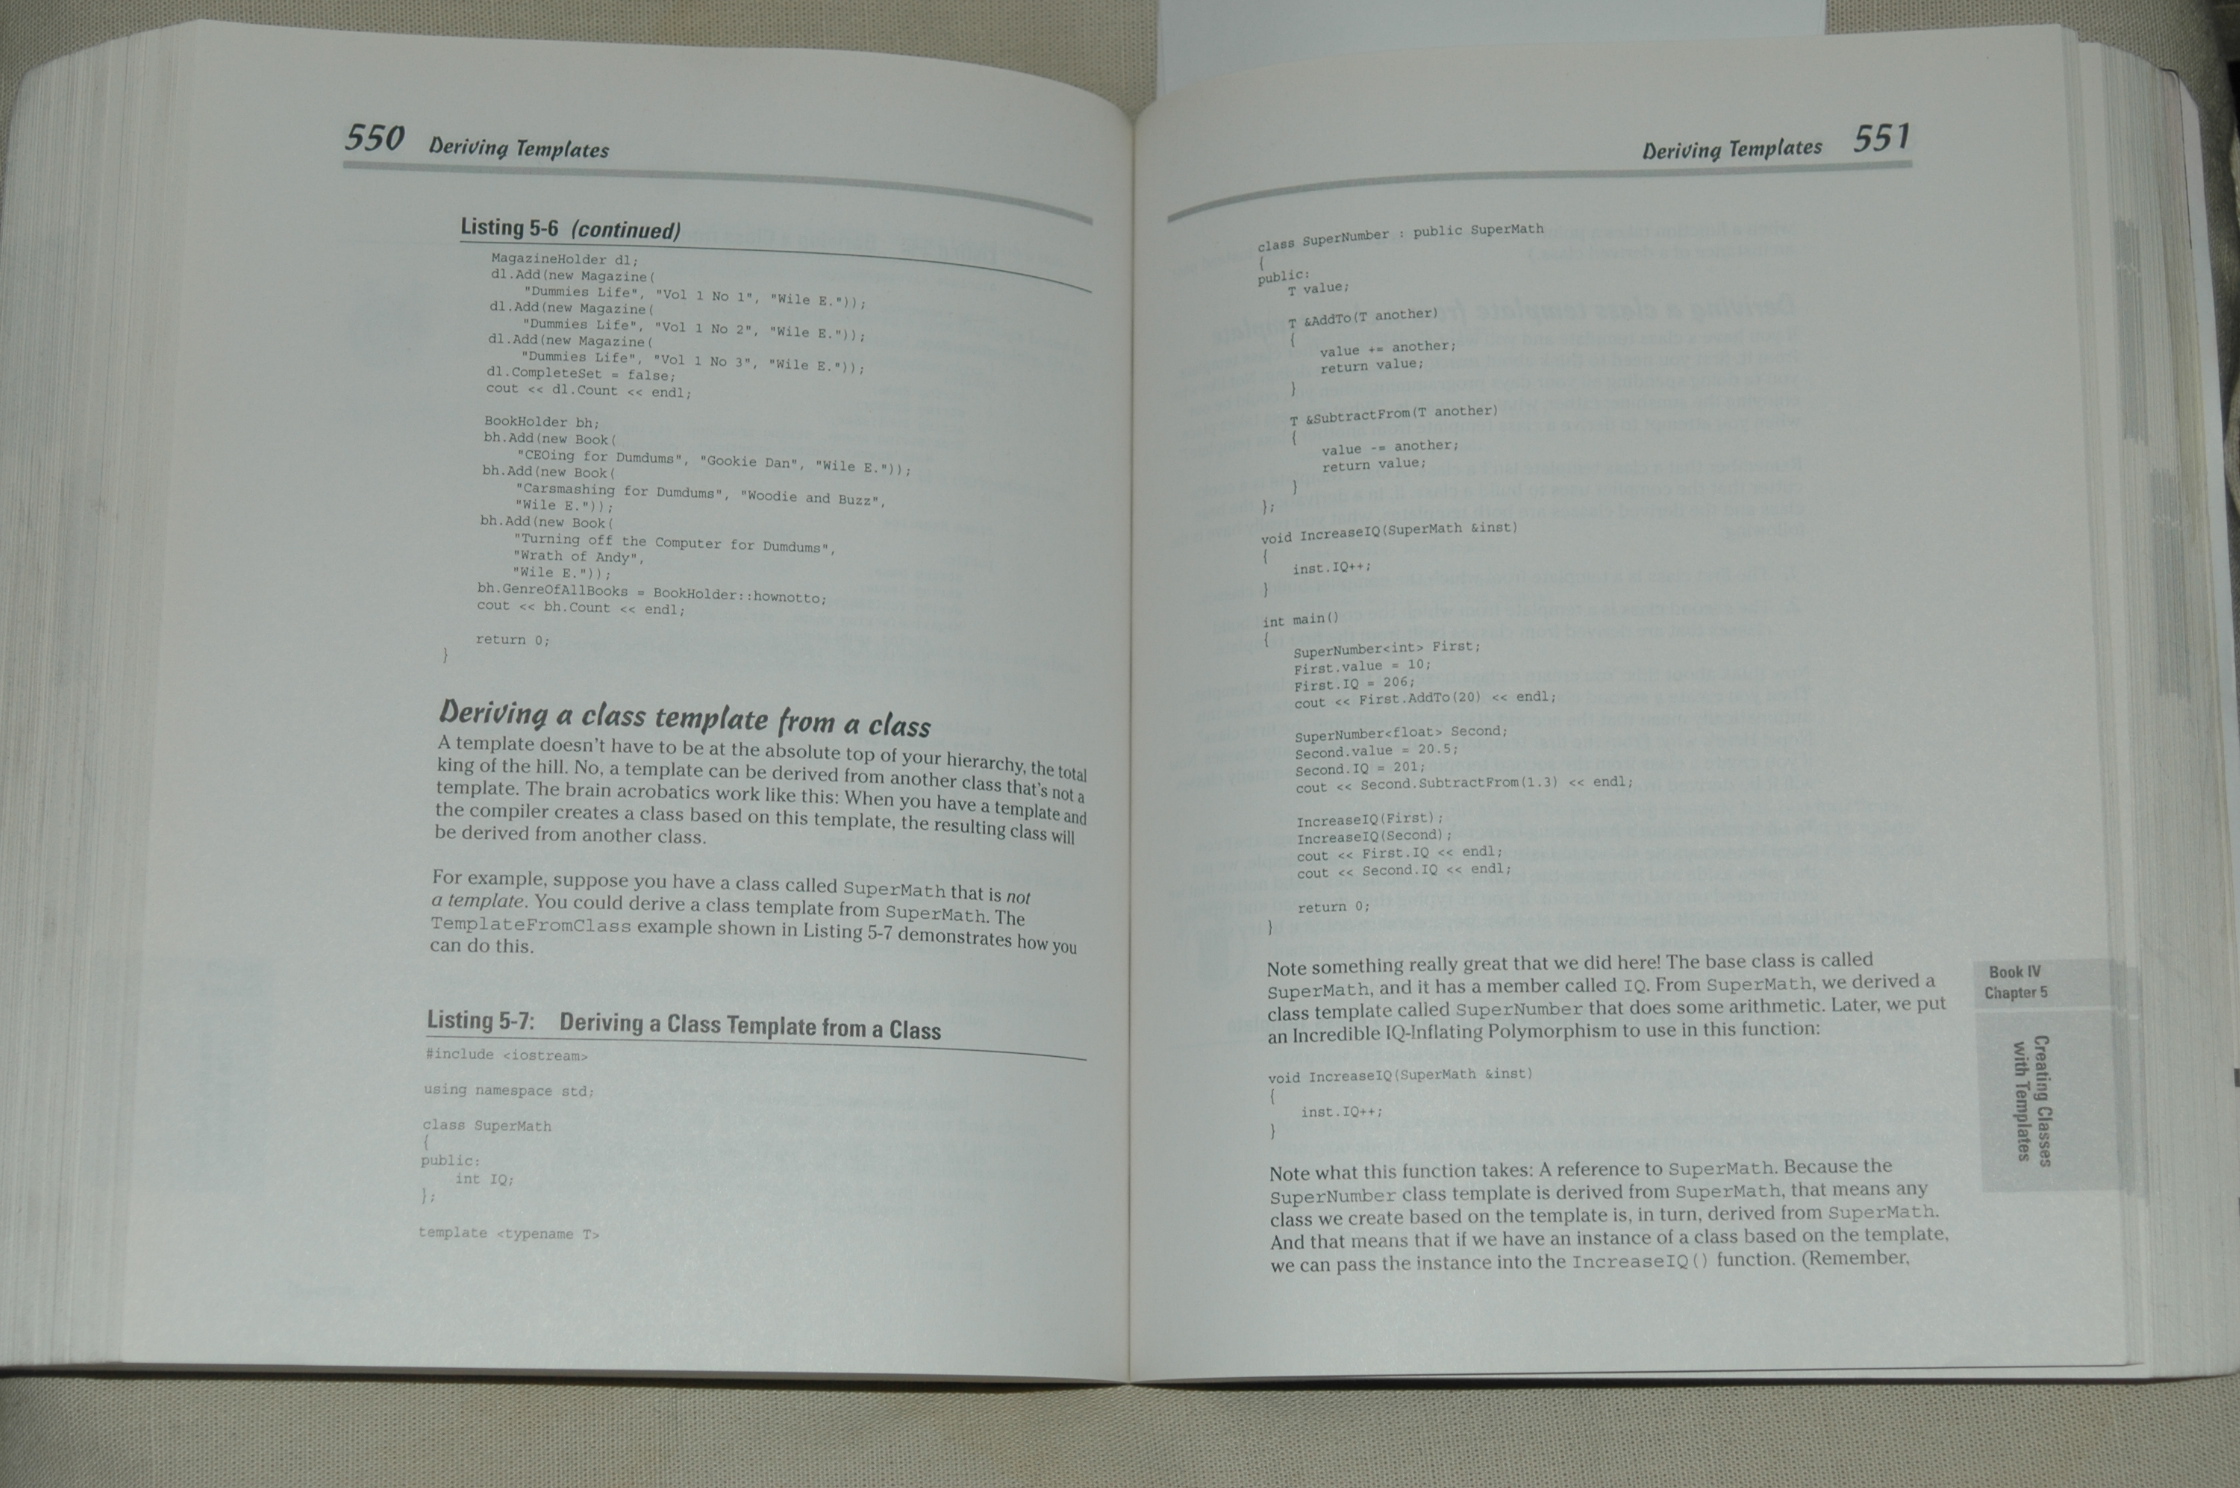 550 Deriving Templates
Listing 5-6 (continued)
MagazineHolder dl;
dl.Add(new Magazine(
"Dummies Life", "Vol 1 No 1", "Wile E."));
dl.Add(new Magazine(
"Dummies Life", "Vol 1 No 2", "Wile E."));
dl.Add(new Magazine(
"Dummies Life", "Vol 1 No 3", "Wile E."));
dl.CompleteSet = false;
cout << dl.Count << endl;
BookHolder bh;
bh.Add(new Book(
"CEOing for Dumdums", "Gookie Dan", "Wile E."));
bh.Add(new Book(
"Carsmashing for Dumdums", "Woodie and Buzz",
"Wile E."));
bh.Add(new Book(
"Turning off the Computer for Dumdums",
"Wrath of Andy",
"Wile E."));
bh.GenreOfAllBooks = BookHolder::hownotto;
cout << bh.Count << endl;
return 0;
}
Deriving a class template from a class
A template doesn't have to be at the absolute top of your hierarchy, the total
king of the hill. No, a template can be derived from another class that's not a
template. The brain acrobatics work like this: When you have a template and
the compiler creates a class based on this template, the resulting class will
be derived from another class.
For example, suppose you have a class called SuperMath that is not
a template. You could derive a class template from SuperMath. The
TemplateFromClass example shown in Listing 5-7 demonstrates how you
can do this.
Listing 5-7: Deriving a Class Template from a Class
#include <iostream>
using namespace std;
class SuperMath
{
public:
int IQ;
};
template <typename T>
Deriving Templates 551
class SuperNumber : public SuperMath
{
public:
T value;
T &AddTo(T another)
{
value += another;
return value;
}
T &SubtractFrom(T another)
{
value -= another;
return value;
}
};
void IncreaseIQ(SuperMath &inst)
{
inst.IQ++;
}
int main()
{
SuperNumber<int> First;
First.value = 10;
First.IQ = 206;
cout << First.AddTo(20) << endl;
SuperNumber<float> Second;
Second.value = 20.5;
Second.IQ = 201;
cout << Second.SubtractFrom(1.3) << endl;
IncreaseIQ(First);
IncreaseIQ(Second);
cout << First.IQ << endl;
cout << Second.IQ << endl;
return 0;
}
Note something really great that we did here! The base class is called
SuperMath, and it has a member called IQ. From SuperMath, we derived a
class template called SuperNumber that does some arithmetic. Later, we put
an Incredible IQ-Inflating Polymorphism to use in this function:
void IncreaseIQ(SuperMath &inst)
{
inst.IQ++;
}
Note what this function takes: A reference to SuperMath. Because the
SuperNumber class template is derived from SuperMath, that means any
class we create based on the template is, in turn, derived from SuperMath.
And that means that if we have an instance of a class based on the template,
we can pass the instance into the IncreaseIQ() function. (Remember,
Book IV
Chapter 5
Creating Classes
with Templates